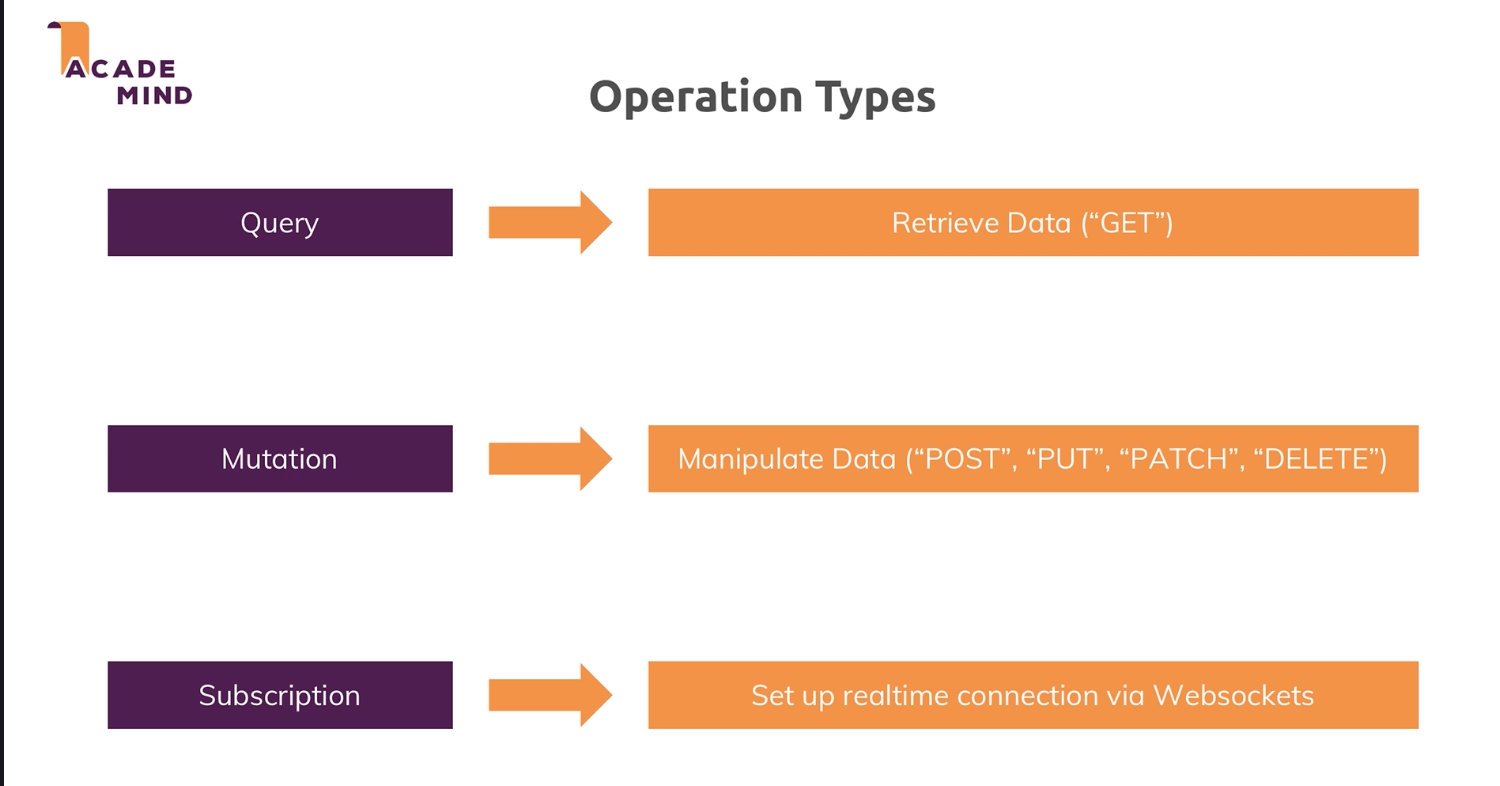 ACADE
MIND
Operation Types
Query
Retrieve Data (“GET”)
Mutation
Manipulate Data (“POST”, “PUT”, “PATCH”, “DELETE”)
Subscription
Set up realtime connection via Websockets